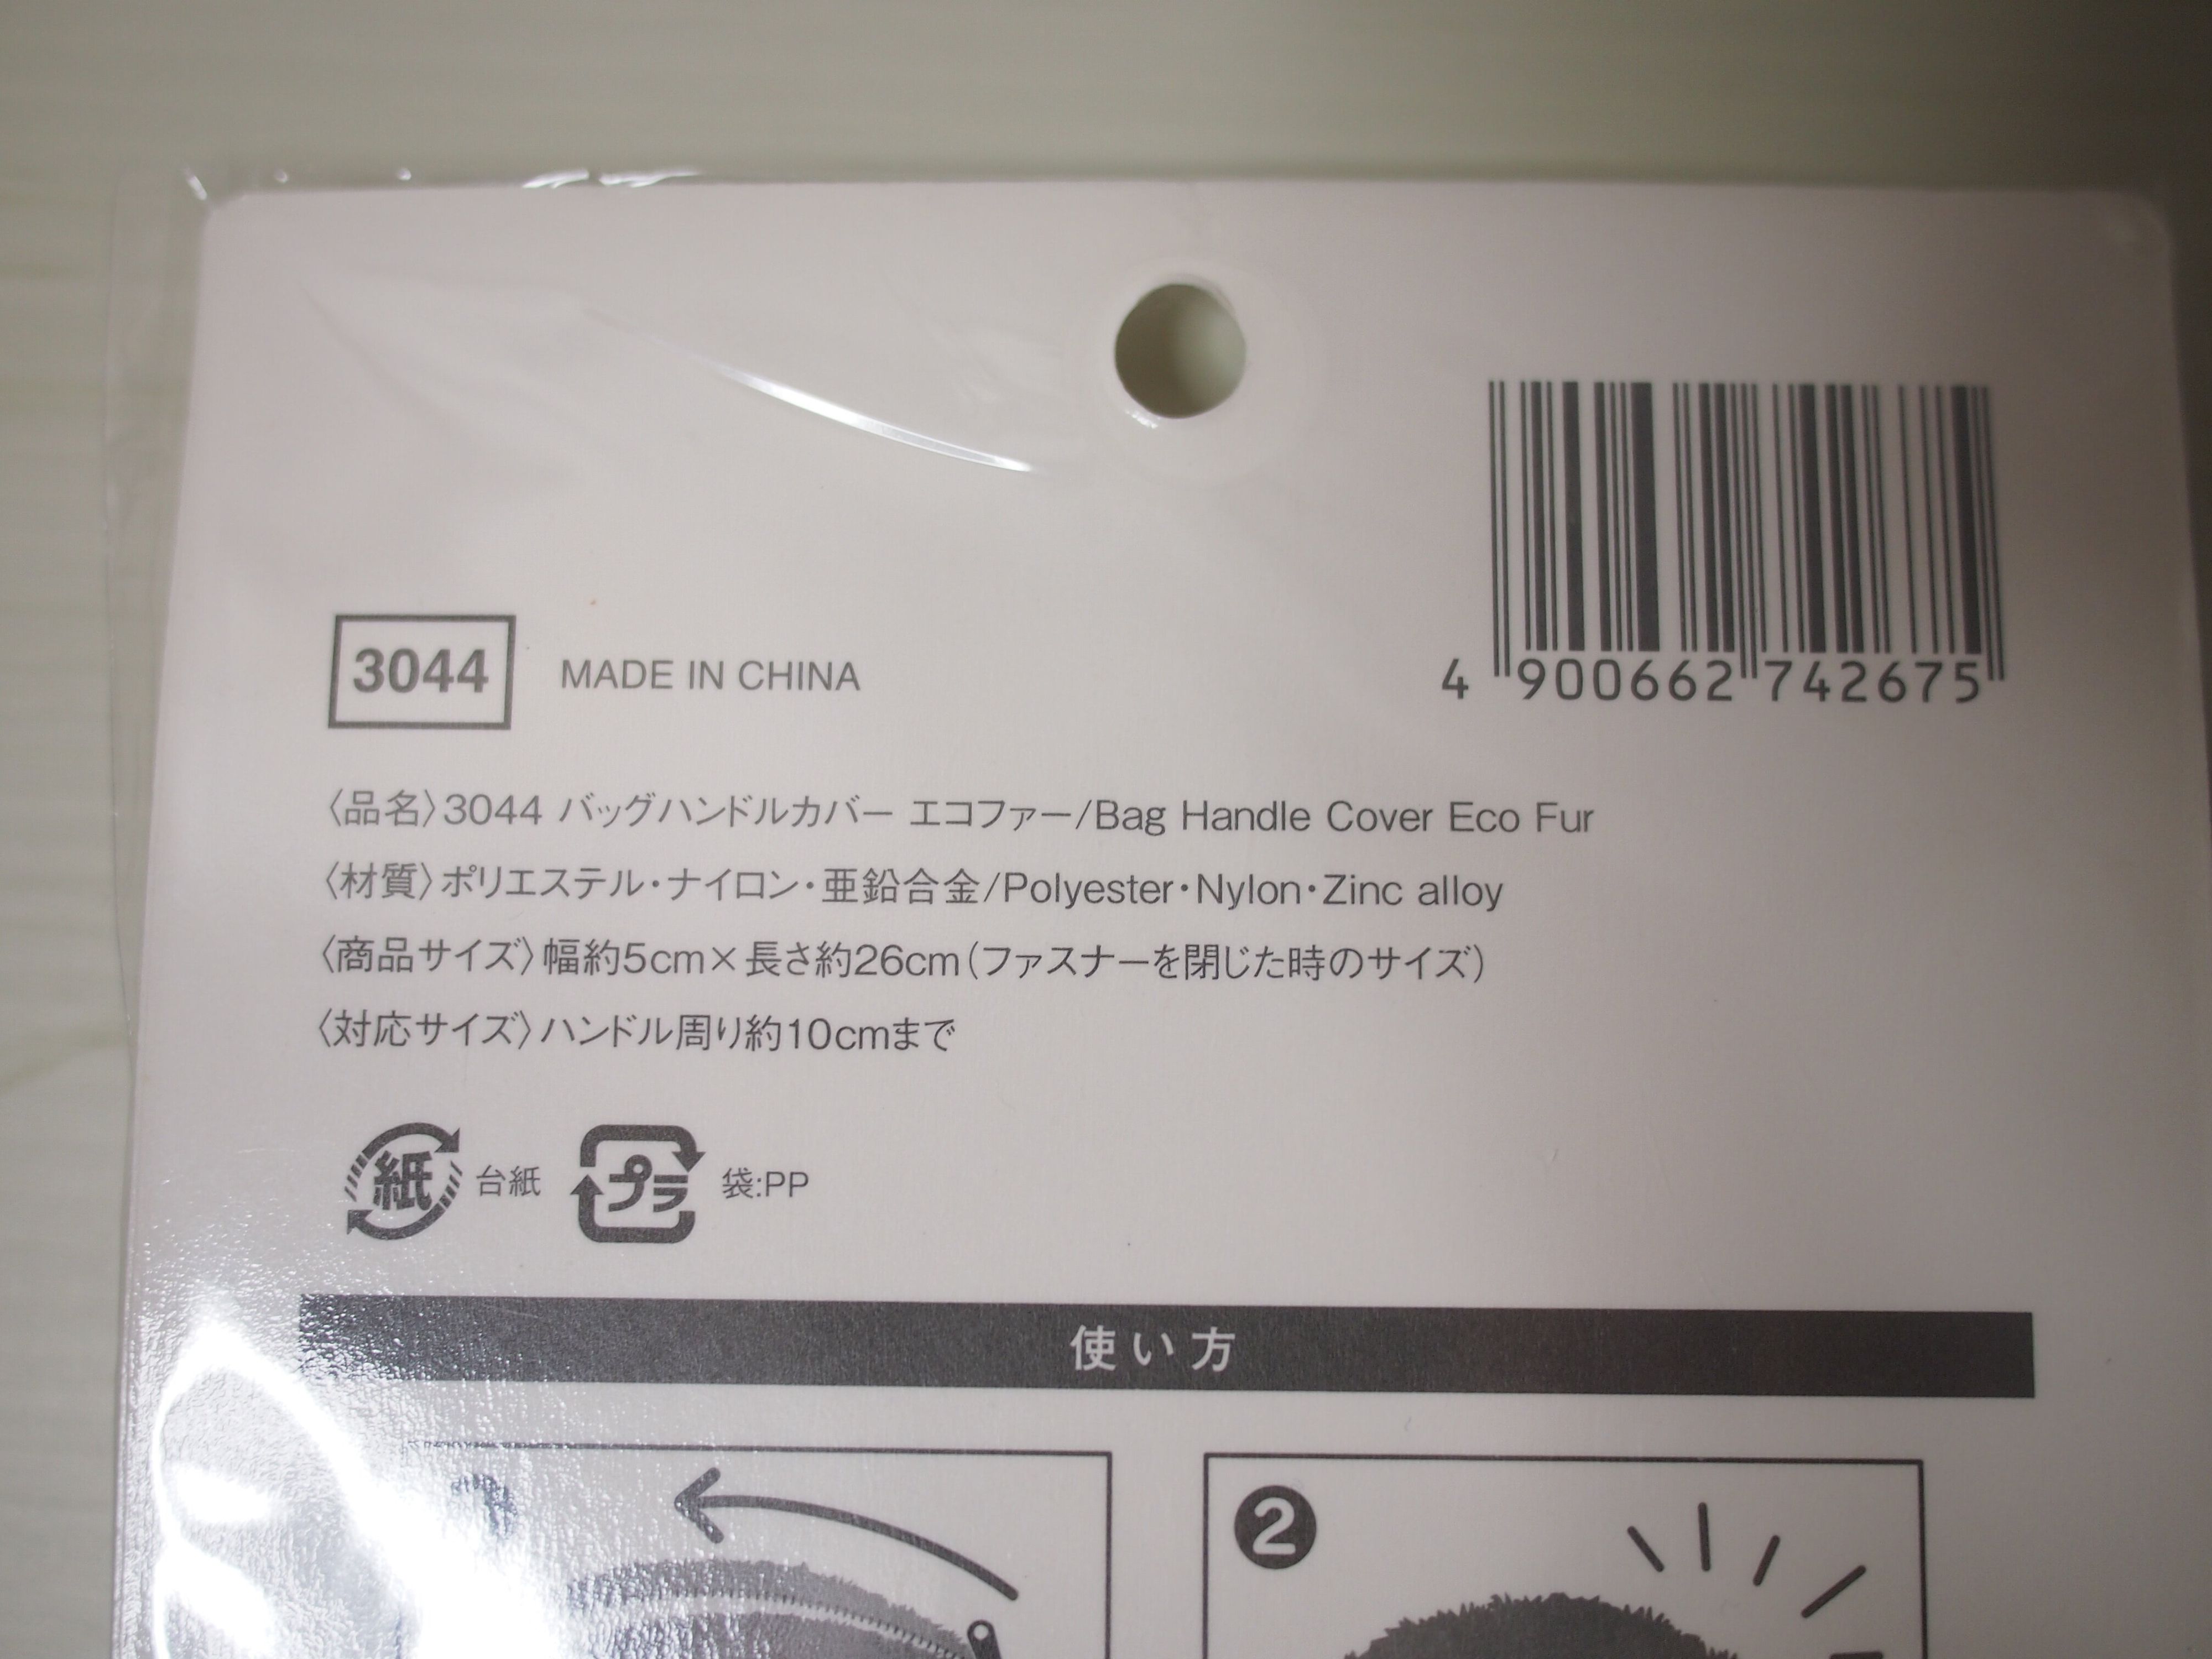 4 900662 742675
3044 MADE IN CHINA
〈品名〉3044 バッグハンドルカバー エコファー/Bag Handle Cover Eco Fur
〈材質〉ポリエステル・ナイロン・亜鉛合金/Polyester・Nylon・Zinc alloy
〈商品サイズ〉幅約5cm×長さ約26cm(ファスナーを閉じた時のサイズ)
〈対応サイズ〉ハンドル周り約10cmまで
紙 台紙 プラ 袋:PP
使い方
2